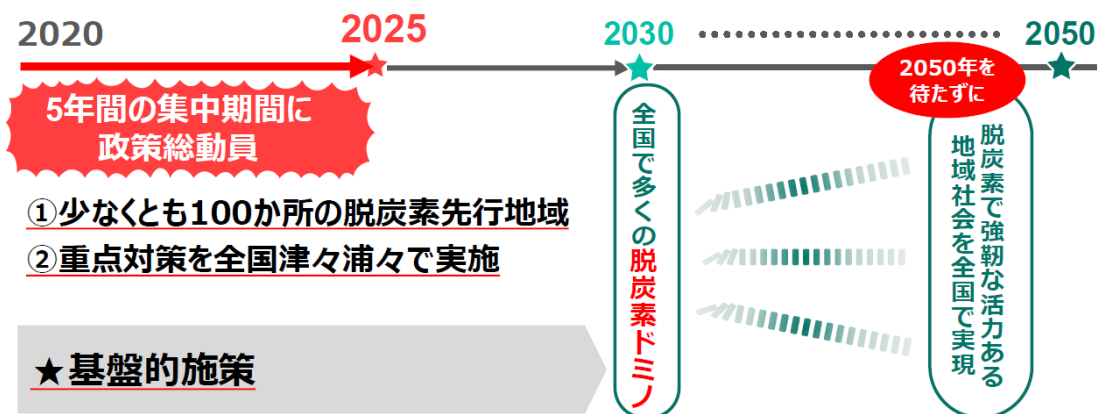 2020
2025
2030
2050
5年間の集中期間に
政策総動員
①少なくとも100か所の脱炭素先行地域
②重点対策を全国津々浦々で実施
★基盤的施策
全国で多くの脱炭素ドミノ
2050年を
待たずに
脱炭素で強靭な活力ある
地域社会を全国で実現